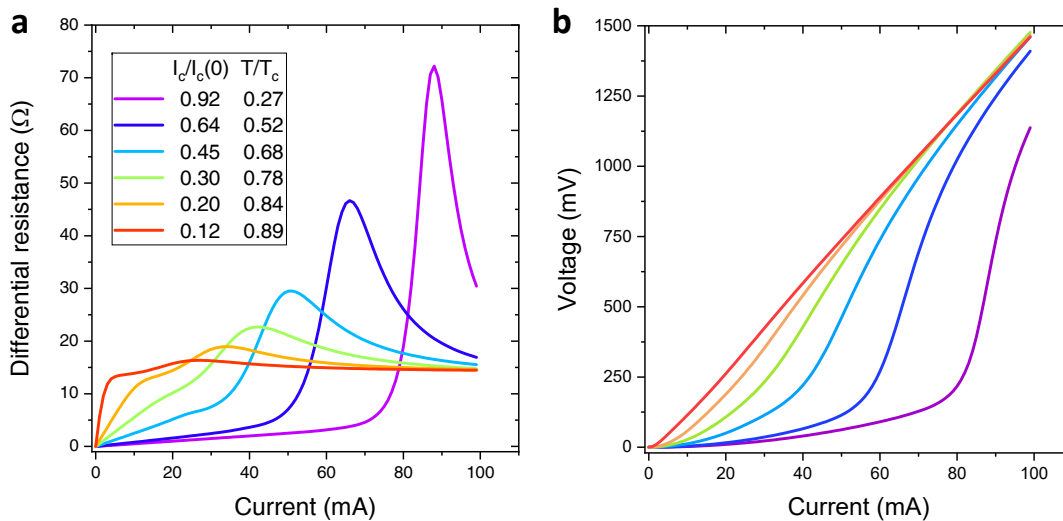 a
Differential resistance (Ω)
80
70
60
50
40
30
20
10
0
I_c/I_c(0) T/T_c
0.92 0.27
0.64 0.52
0.45 0.68
0.30 0.78
0.20 0.84
0.12 0.89
0 20 40 60 80 100
Current (mA)
b
Voltage (mV)
1500
1250
1000
750
500
250
0
0 20 40 60 80 100
Current (mA)